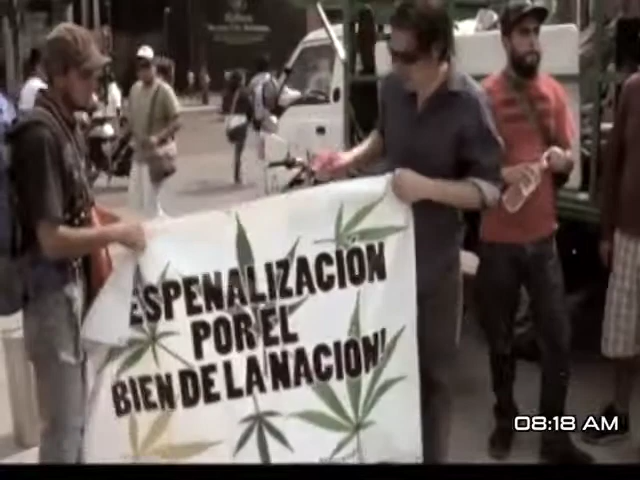 ESPENALIZACION
POR EL
BIEN DE LA NACION!
08:18 AM